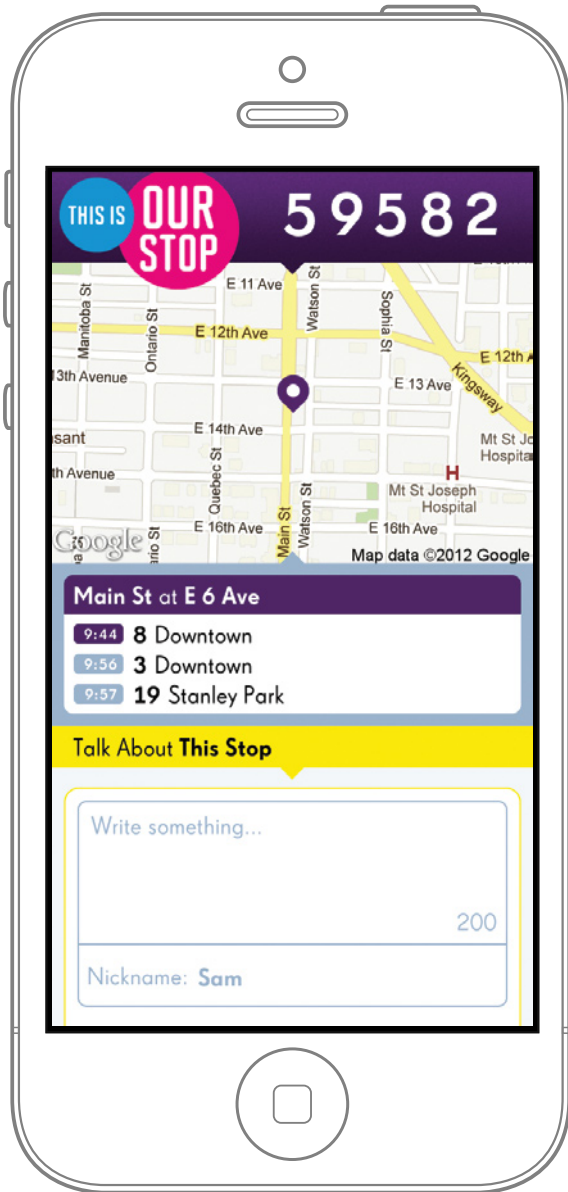 THIS IS
OUR
STOP
59582
E 11 Ave
Watson St
Manitoba St
Ontario St
Sophia St
E 12th Ave
E 12th A
13th Avenue
E 13 Ave
Kingsway
E 14th Ave
sant
Mt St Jo
Hospita
th Avenue
Quebec St
Mt St Joseph
Hospital
H
Main St
Watson St
E 16th Ave
E 16th Ave
Google
rio St
Map data ©2012 Google
Main St at E 6 Ave
9:44 8 Downtown
9:56 3 Downtown
9:57 19 Stanley Park
Talk About This Stop
Write something...
200
Nickname: Sam